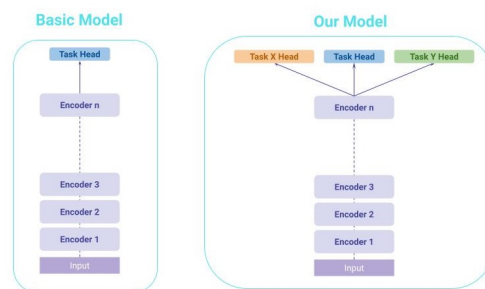 Basic Model
Task Head
Encoder n
Encoder 3
Encoder 2
Encoder 1
Input
Our Model
Task X Head
Task Head
Task Y Head
Encoder n
Encoder 3
Encoder 2
Encoder 1
Input